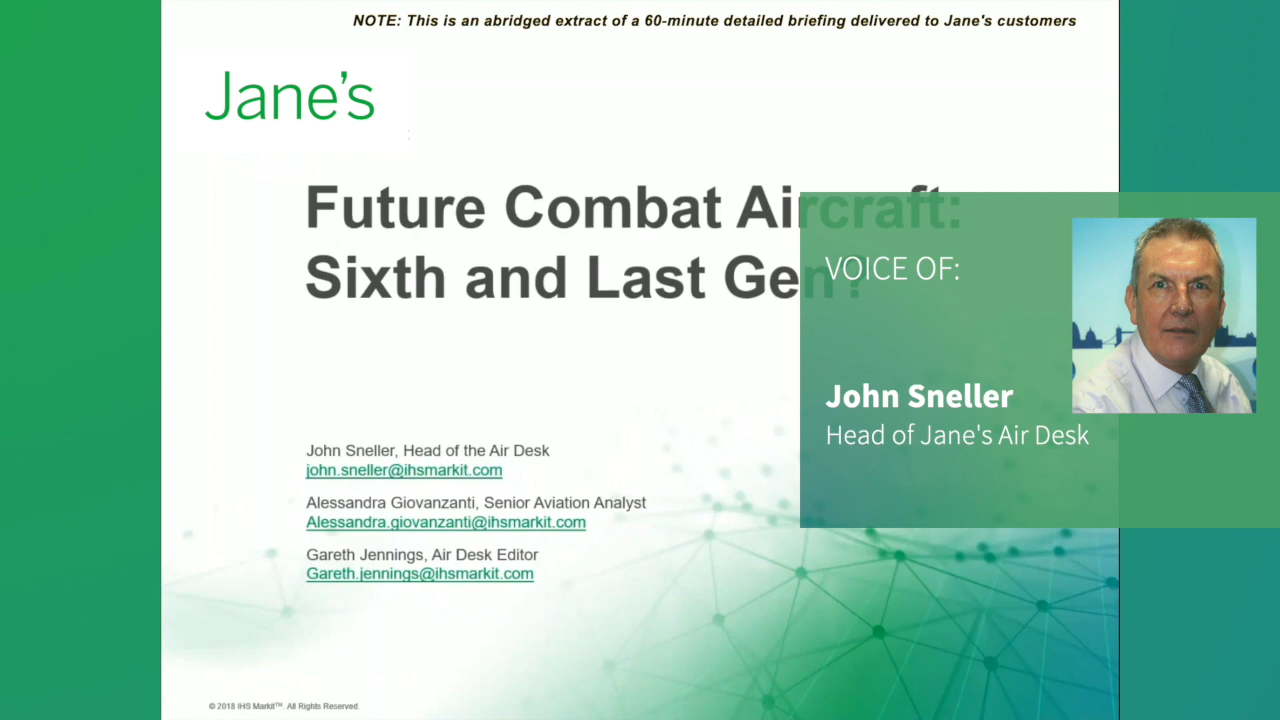 NOTE: This is an abridged extract of a 60-minute detailed briefing delivered to Jane's customers
Jane's
Future Combat Aircraft:
Sixth and Last Gen?
VOICE OF:
John Sneller
Head of Jane's Air Desk
John Sneller, Head of the Air Desk
john.sneller@ihsmarkit.com
Alessandra Giovanzanti, Senior Aviation Analyst
Alessandra.giovanzanti@ihsmarkit.com
Gareth Jennings, Air Desk Editor
Gareth.jennings@ihsmarkit.com
© 2018 IHS Markit™. All Rights Reserved.